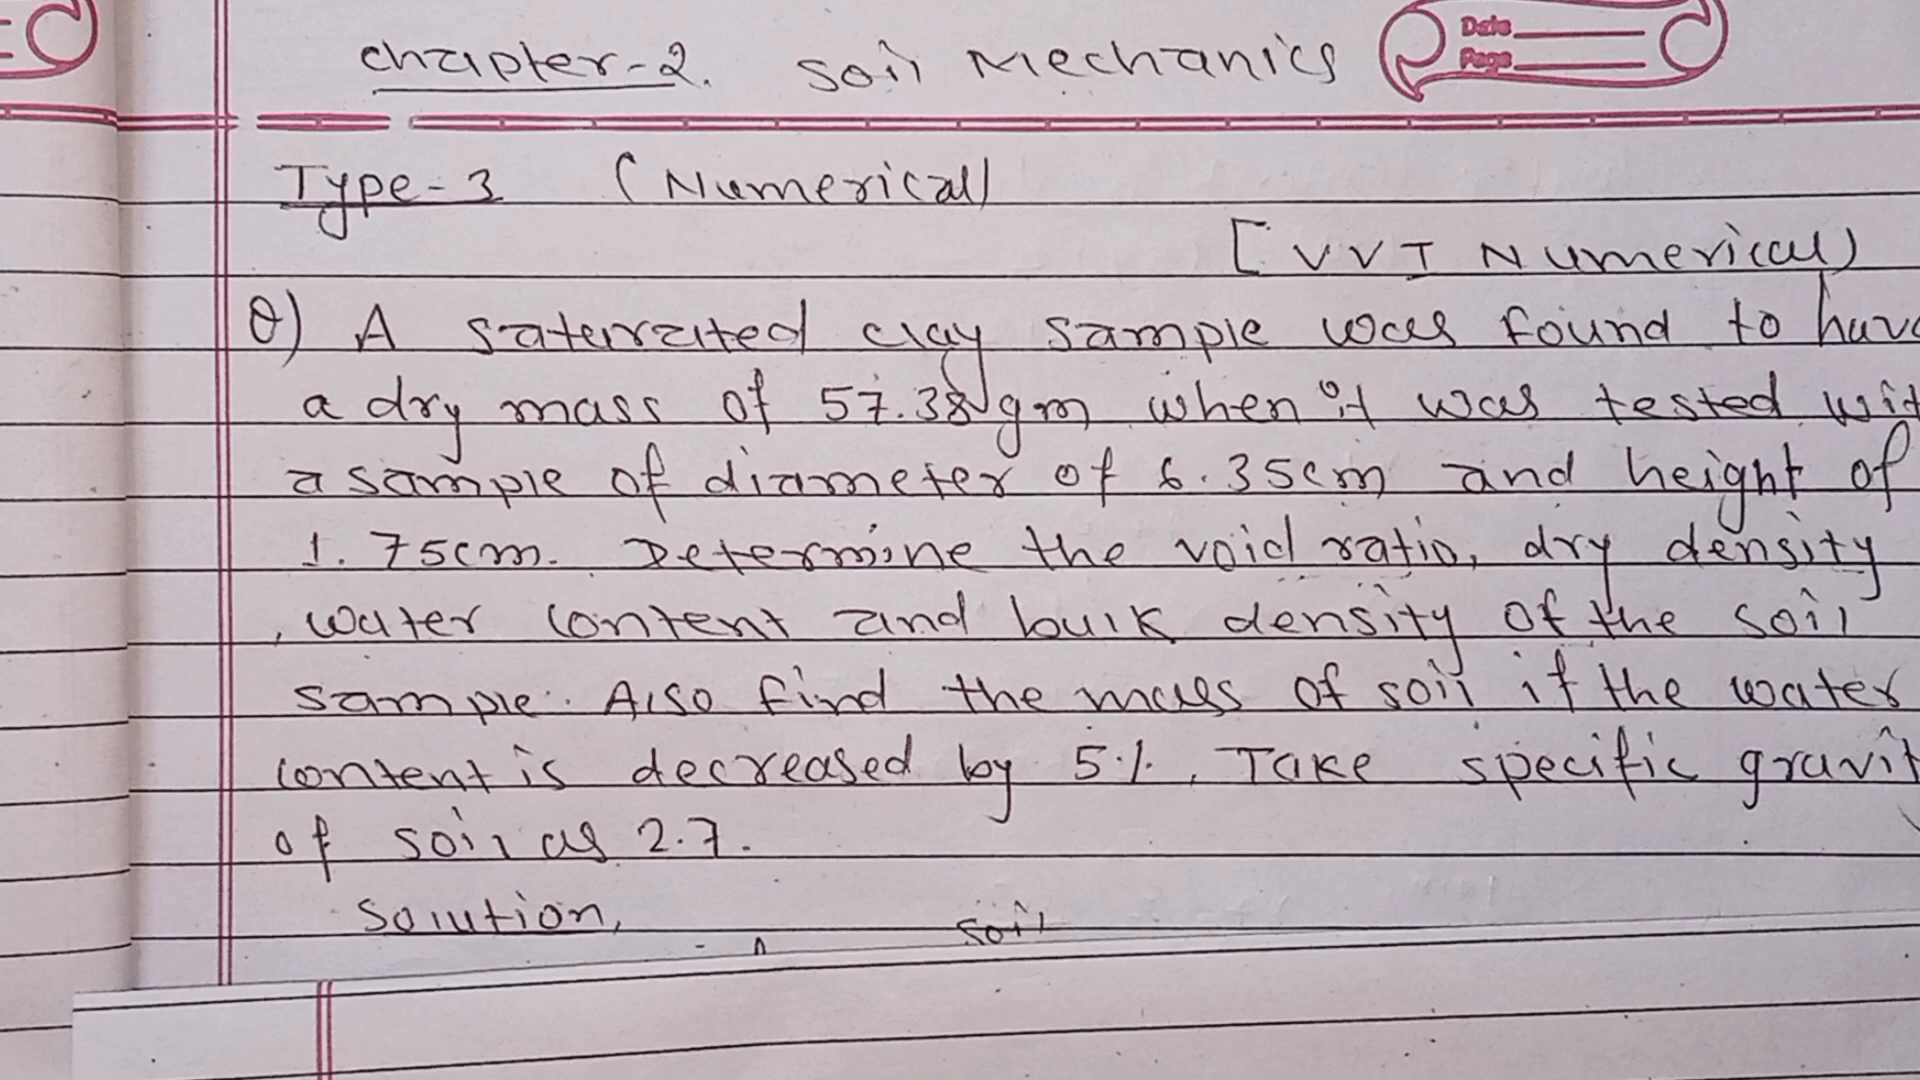 chapter-2. Soil Mechanics
Date
Page
Type-3 (Numerical)
[VVI Numerical)
Q) A saturated clay sample was found to have
a dry mass of 57.38 gm when it was tested wit
a sample of diameter of 6.35cm and height of
1.75cm. Determine the void ratio, dry density
, water content and bulk density of the soil
sample. Also find the mass of soil if the water
content is decreased by 5%. Take specific gravit
of soil as 2.7.
Solution,
soil